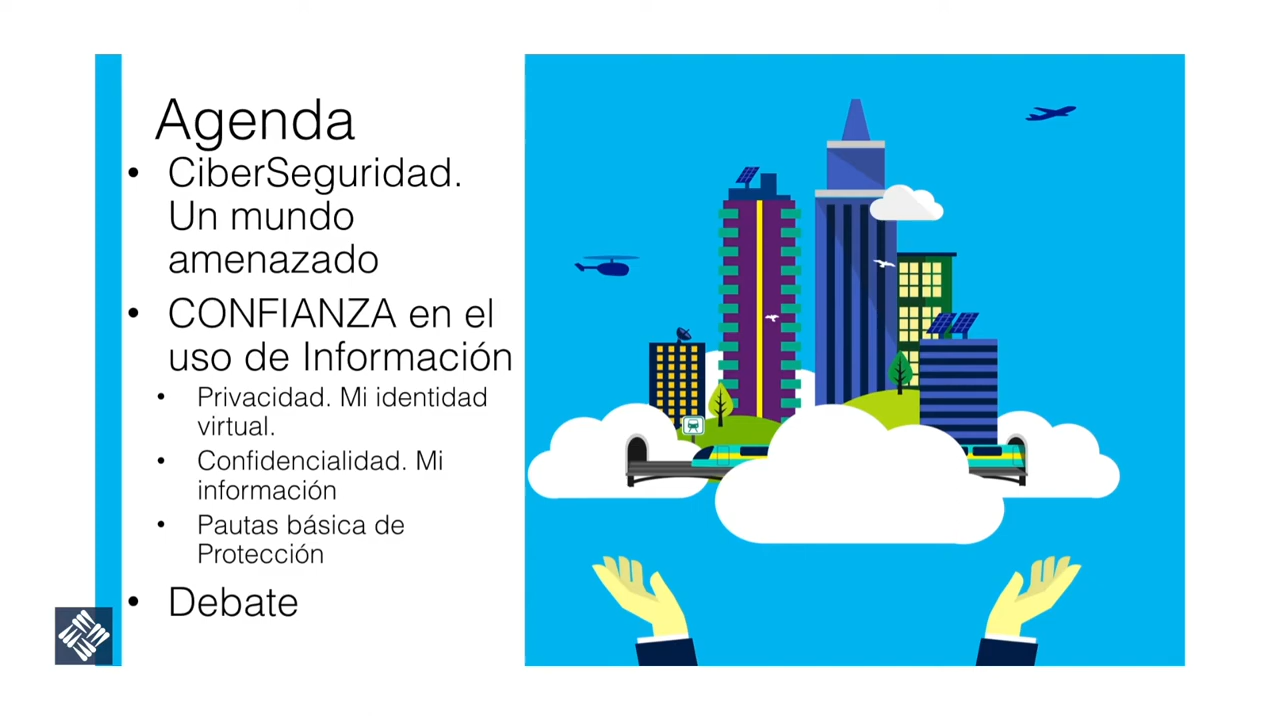 Agenda
• CiberSeguridad.
Un mundo
amenazado
• CONFIANZA en el
uso de Información
• Privacidad. Mi identidad
virtual.
• Confidencialidad. Mi
información
• Pautas básica de
Protección
• Debate